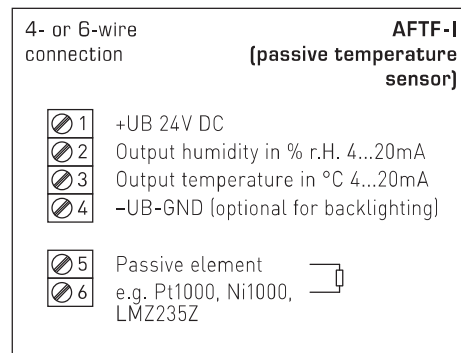 4- or 6-wire AFTF-I
connection (passive temperature
sensor)
1 +UB 24V DC
2 Output humidity in % r.H. 4...20mA
3 Output temperature in °C 4...20mA
4 –UB-GND (optional for backlighting)
5 Passive element
6 e.g. Pt1000, Ni1000,
LMZ235Z